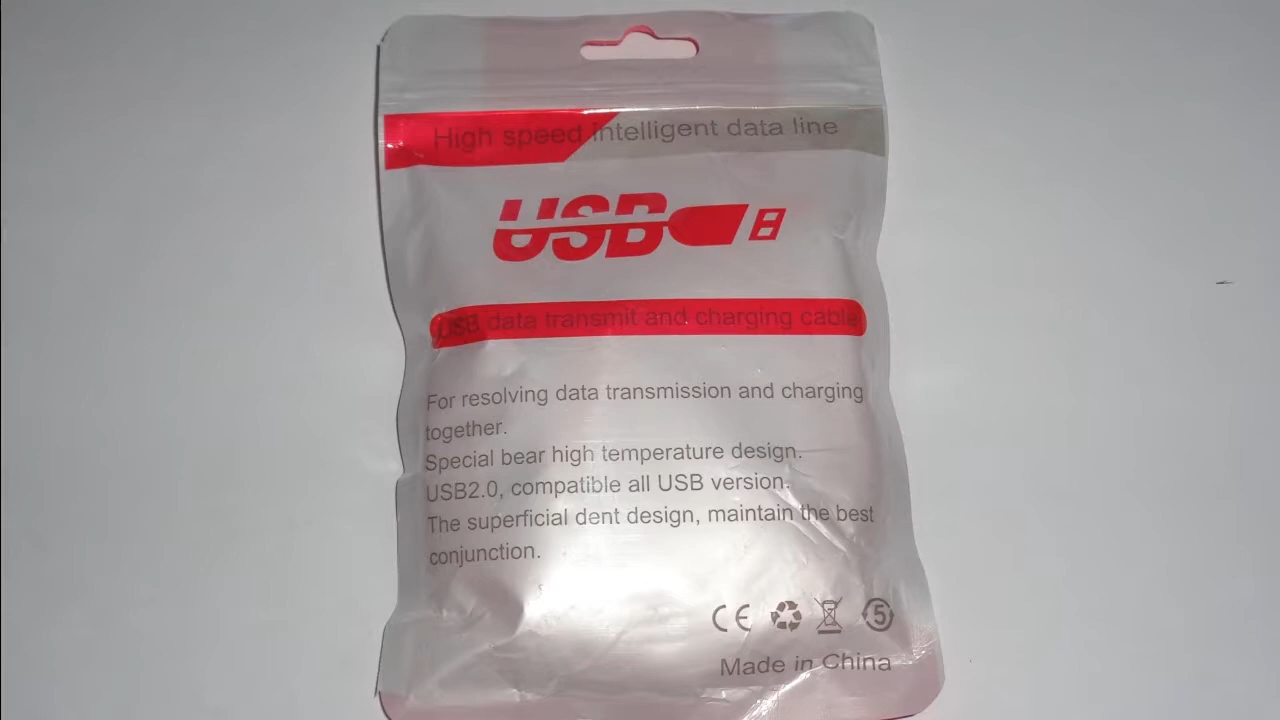 High speed intelligent data line
USB
USB data transmit and charging cable
For resolving data transmission and charging
together.
Special bear high temperature design.
USB2.0, compatible all USB version.
The superficial dent design, maintain the best
conjunction.
CE 5
Made in China